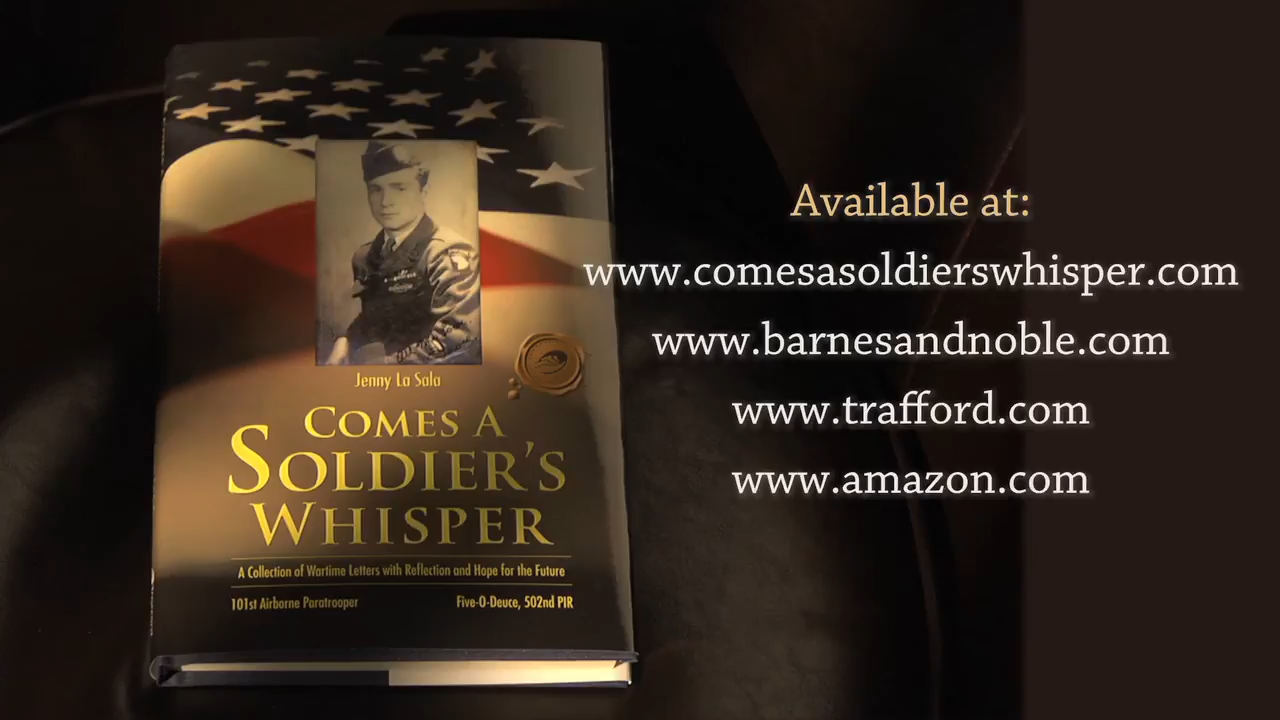 Jenny La Sala
COMES A
SOLDIER'S
WHISPER
A Collection of Wartime Letters with Reflection and Hope for the Future
101st Airborne Paratrooper
Five-O-Deuce, 502nd PIR
Available at:
www.comesasoldierswhisper.com
www.barnesandnoble.com
www.trafford.com
www.amazon.com